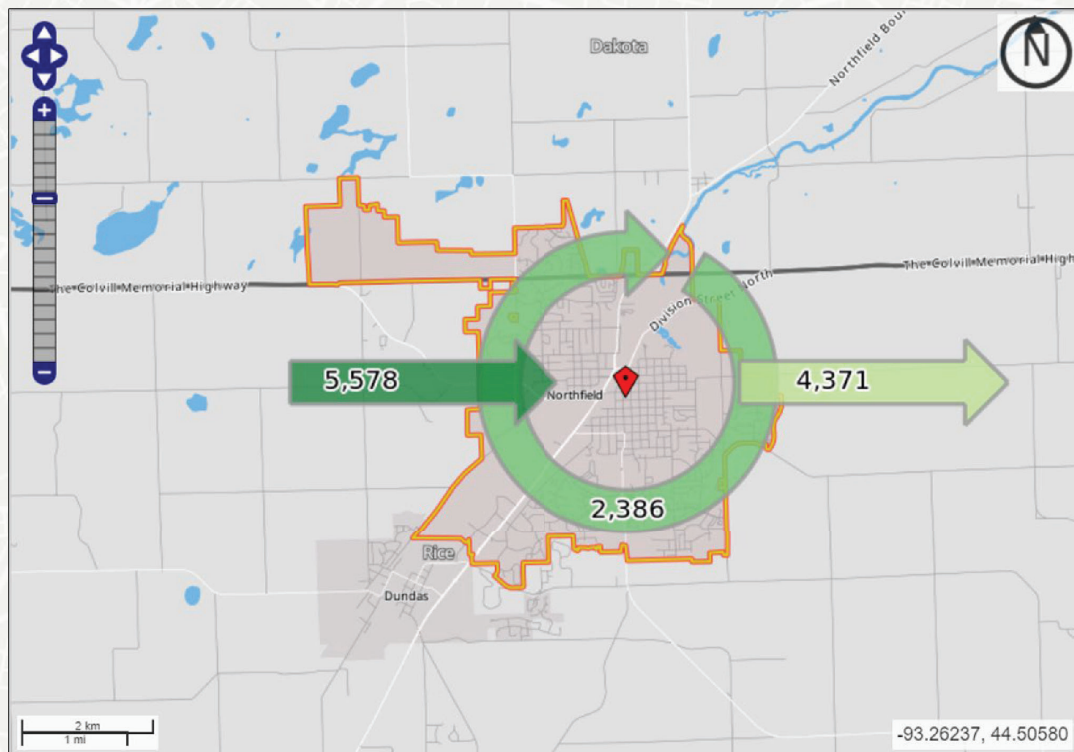 Dakota
N
Northfield Bou
The Colvill Memorial Highway
The Colvill Memorial High
Division Street North
5,578
4,371
Northfield
2,386
Rice
Dundas
2 km
1 mi
-93.26237, 44.50580